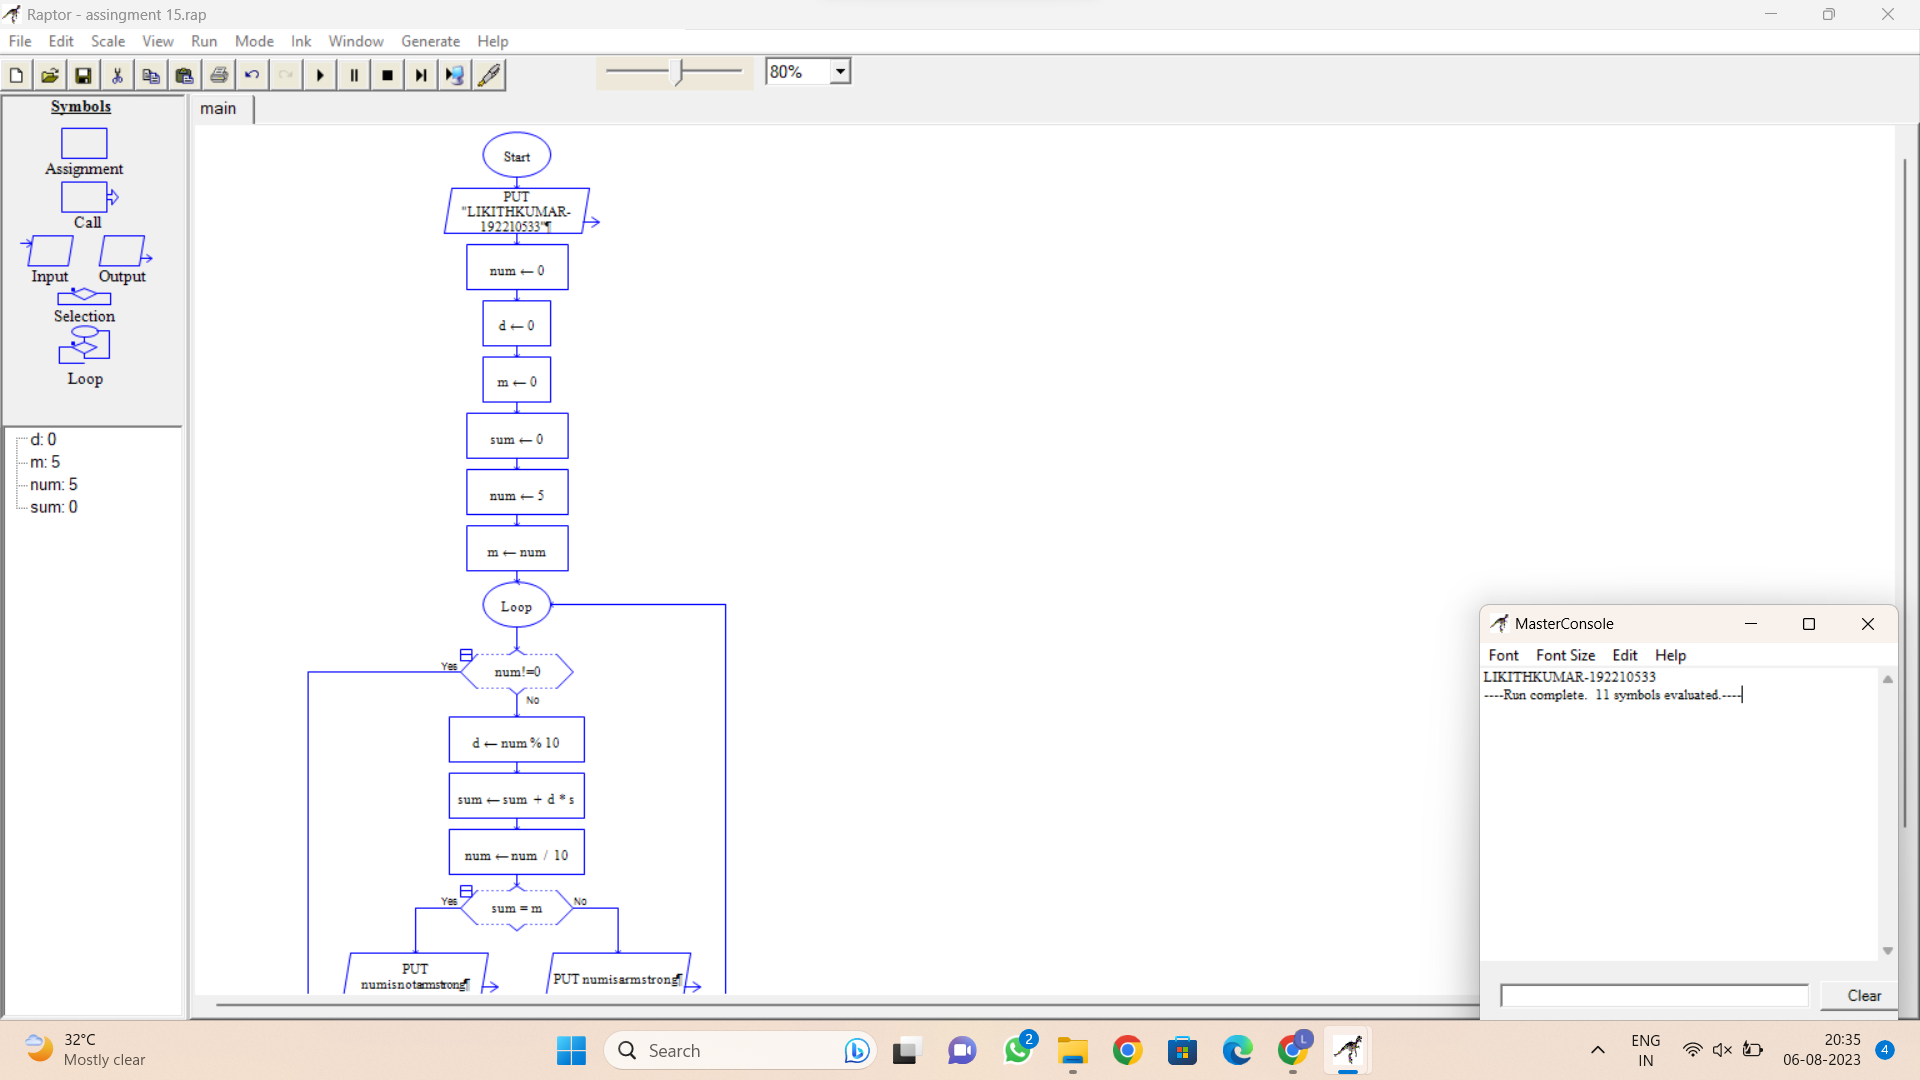 Raptor - assingment 15.rap
File Edit Scale View Run Mode Ink Window Generate Help
80%
Symbols
main
Assignment
Call
Input Output
Selection
Loop
d: 0
m: 5
num: 5
sum: 0
Start
PUT
"LIKITHKUMAR-
192210533"¶
num ← 0
d ← 0
m ← 0
sum ← 0
num ← 5
m ← num
Loop
Yes
num!=0
No
d ← num % 10
sum ← sum + d * s
num ← num / 10
Yes
sum = m
No
PUT
numisnotarmstrong¶
PUT numisarmstrong¶
MasterConsole
Font Font Size Edit Help
LIKITHKUMAR-192210533
----Run complete. 11 symbols evaluated.----
Clear
32°C
Mostly clear
Search
2
L
ENG
IN
20:35
06-08-2023
4